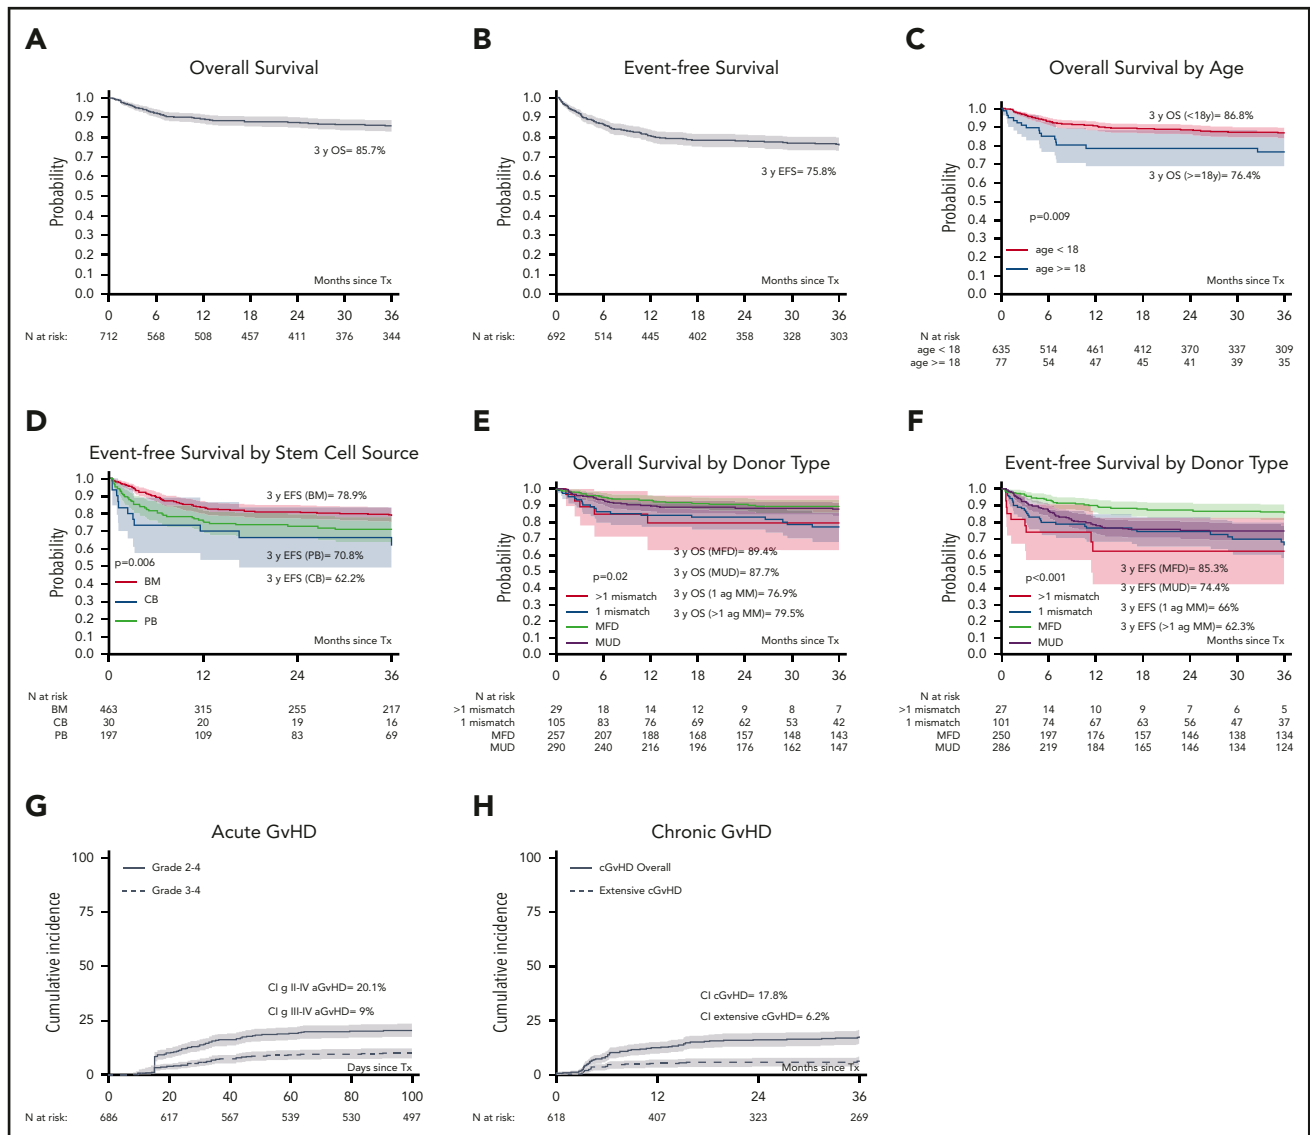 A
Overall Survival
Probability
1.0
0.9
0.8
0.7
0.6
0.5
0.4
0.3
0.2
0.1
0.0
3 y OS= 85.7%
Months since Tx
0 6 12 18 24 30 36
N at risk: 712 568 508 457 411 376 344
B
Event-free Survival
Probability
1.0
0.9
0.8
0.7
0.6
0.5
0.4
0.3
0.2
0.1
0.0
3 y EFS= 75.8%
Months since Tx
0 6 12 18 24 30 36
N at risk: 692 514 445 402 358 328 303
C
Overall Survival by Age
Probability
1.0
0.9
0.8
0.7
0.6
0.5
0.4
0.3
0.2
0.1
0.0
3 y OS (<18y)= 86.8%
3 y OS (>=18y)= 76.4%
p=0.009
age < 18
age >= 18
Months since Tx
0 6 12 18 24 30 36
N at risk
age < 18 635 514 461 412 370 337 309
age >= 18 77 54 47 45 41 39 35
D
Event-free Survival by Stem Cell Source
Probability
1.0
0.9
0.8
0.7
0.6
0.5
0.4
0.3
0.2
0.1
0.0
3 y EFS (BM)= 78.9%
3 y EFS (PB)= 70.8%
3 y EFS (CB)= 62.2%
p=0.006
BM
CB
PB
Months since Tx
0 12 24 36
N at risk
BM 463 315 255 217
CB 30 20 19 16
PB 197 109 83 69
E
Overall Survival by Donor Type
Probability
1.0
0.9
0.8
0.7
0.6
0.5
0.4
0.3
0.2
0.1
0.0
3 y OS (MFD)= 89.4%
3 y OS (MUD)= 87.7%
3 y OS (1 ag MM)= 76.9%
3 y OS (>1 ag MM)= 79.5%
p=0.02
>1 mismatch
1 mismatch
MFD
MUD
Months since Tx
0 6 12 18 24 30 36
N at risk
>1 mismatch 29 18 14 12 9 8 7
1 mismatch 105 83 76 69 62 53 42
MFD 257 207 188 168 157 148 143
MUD 290 240 216 196 176 162 147
F
Event-free Survival by Donor Type
Probability
1.0
0.9
0.8
0.7
0.6
0.5
0.4
0.3
0.2
0.1
0.0
3 y EFS (MFD)= 85.3%
3 y EFS (MUD)= 74.4%
3 y EFS (1 ag MM)= 66%
3 y EFS (>1 ag MM)= 62.3%
p<0.001
>1 mismatch
1 mismatch
MFD
MUD
Months since Tx
0 6 12 18 24 30 36
N at risk
>1 mismatch 27 14 10 9 7 6 5
1 mismatch 101 74 67 63 56 47 37
MFD 250 197 176 157 146 138 134
MUD 286 219 184 165 146 134 124
G
Acute GvHD
Cumulative incidence
100
75
50
25
0
Grade 2-4
Grade 3-4
CI g II-IV aGvHD= 20.1%
CI g III-IV aGvHD= 9%
Days since Tx
0 20 40 60 80 100
N at risk: 686 617 567 539 530 497
H
Chronic GvHD
Cumulative incidence
100
75
50
25
0
cGvHD Overall
Extensive cGvHD
CI cGvHD= 17.8%
CI extensive cGvHD= 6.2%
Months since Tx
0 12 24 36
N at risk: 618 407 323 269